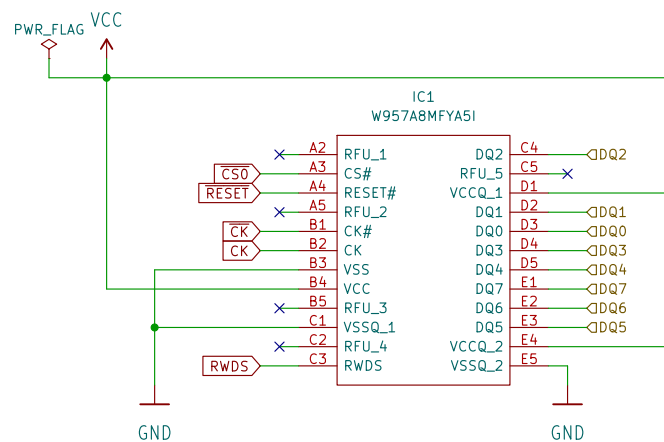 PWR_FLAG
VCC
IC1
W957A8MFYA5I
A2 RFU_1 DQ2 C4 DQ2
CS0 A3 CS# RFU_5 C5
RESET A4 RESET# VCCQ_1 D1
A5 RFU_2 DQ1 D2 DQ1
CK B1 CK# DQ0 D3 DQ0
CK B2 CK DQ3 D4 DQ3
B3 VSS DQ4 D5 DQ4
B4 VCC DQ7 E1 DQ7
B5 RFU_3 DQ6 E2 DQ6
C1 VSSQ_1 DQ5 E3 DQ5
C2 RFU_4 VCCQ_2 E4
RWDS C3 RWDS VSSQ_2 E5
GND GND